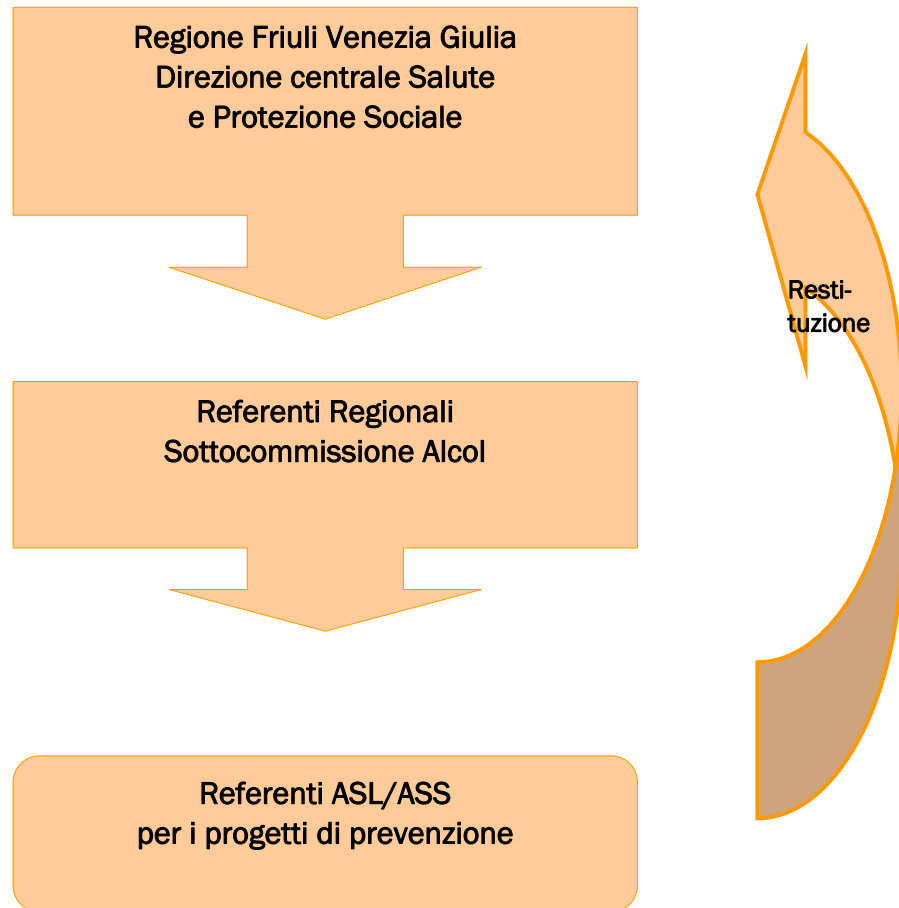 Regione Friuli Venezia Giulia
Direzione centrale Salute
e Protezione Sociale
Resti-
tuzione
Referenti Regionali
Sottocommissione Alcol
Referenti ASL/ASS
per i progetti di prevenzione